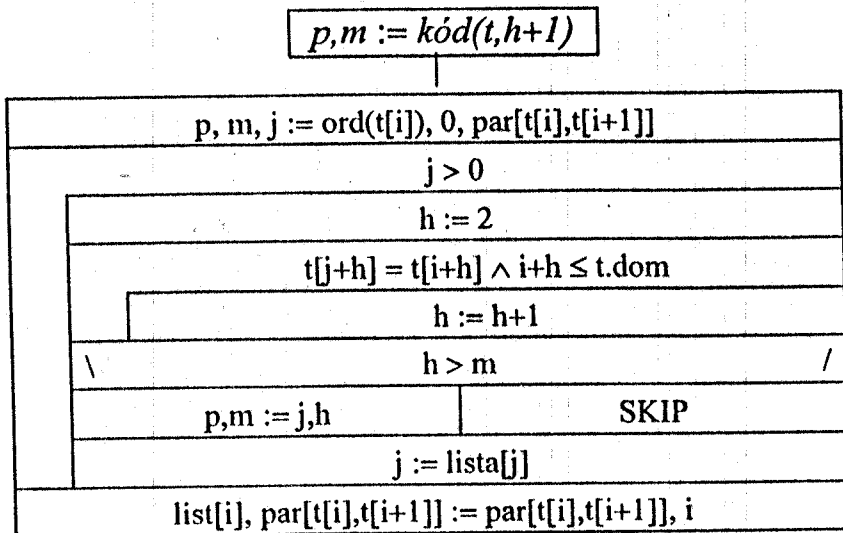 p,m := kód(t,h+1)
p, m, j := ord(t[i]), 0, par[t[i],t[i+1]]
j > 0
h := 2
t[j+h] = t[i+h] ∧ i+h ≤ t.dom
h := h+1
\ h > m /
p,m := j,h SKIP
j := lista[j]
list[i], par[t[i],t[i+1]] := par[t[i],t[i+1]], i